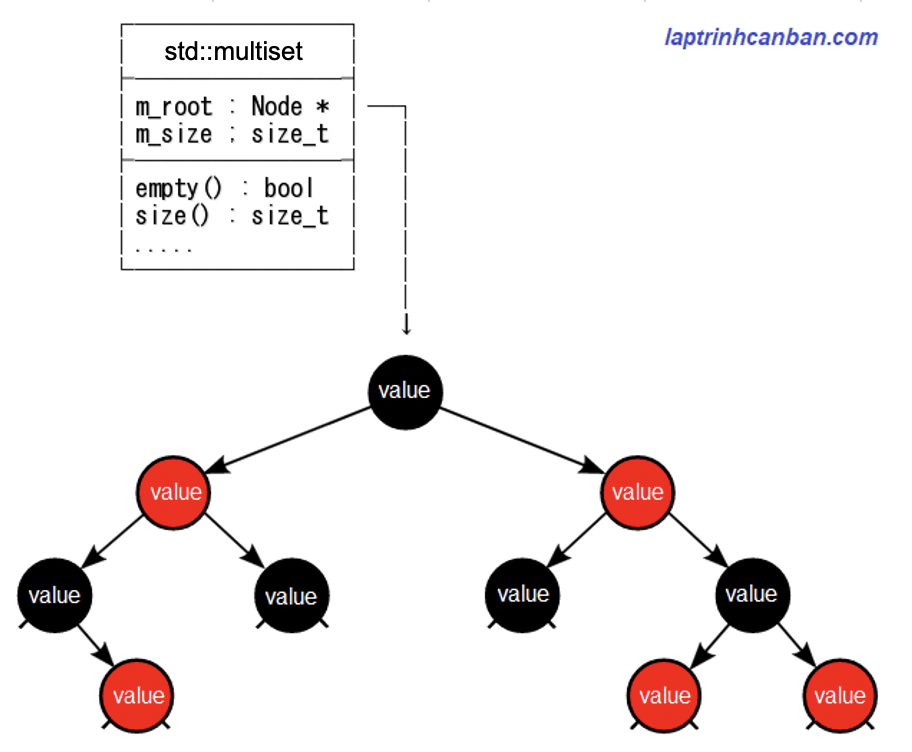 laptrinhcanban.com
std::multiset
m_root : Node *
m_size ; size_t
empty() : bool
size() : size_t
.....
value
value
value
value
value
value
value
value
value
value